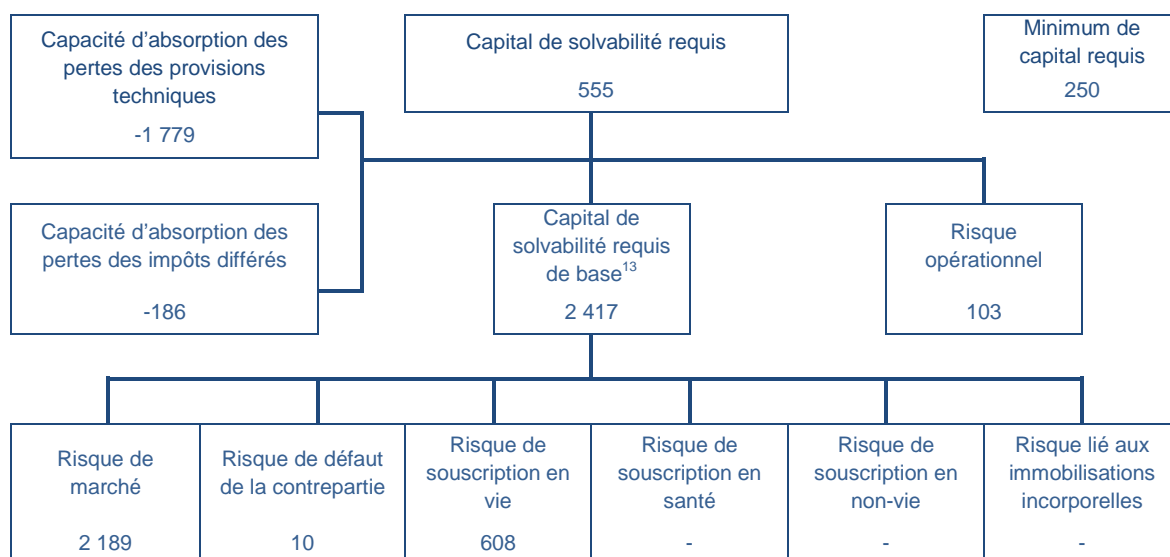 Capacité d'absorption des
pertes des provisions
techniques
-1 779
Capital de solvabilité requis
555
Minimum de
capital requis
250
Capacité d'absorption des
pertes des impôts différés
-186
Capital de
solvabilité requis
de base13
2 417
Risque
opérationnel
103
Risque de
marché
2 189
Risque de défaut
de la contrepartie
10
Risque de
souscription en
vie
608
Risque de
souscription en
santé
-
Risque de
souscription en
non-vie
-
Risque lié aux
immobilisations
incorporelles
-